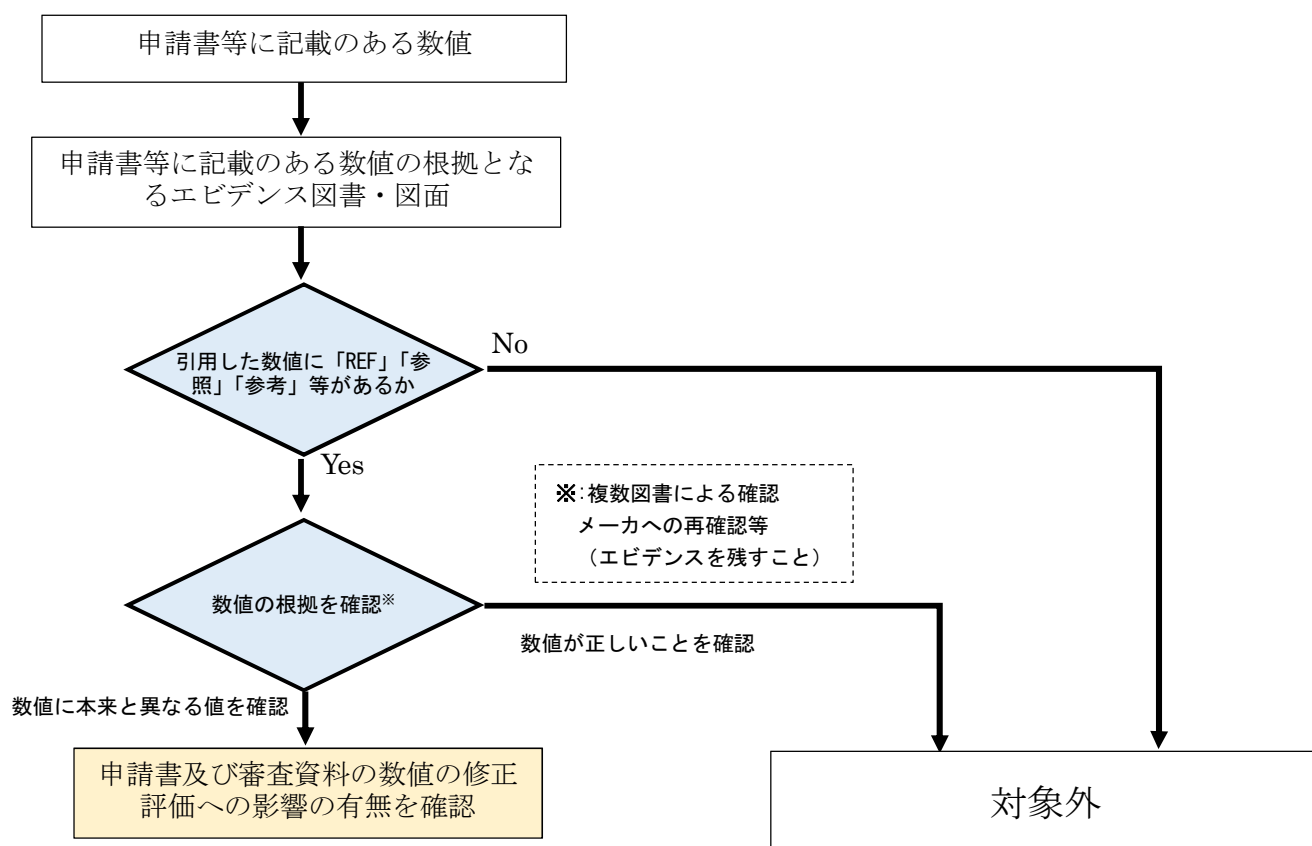 申請書等に記載のある数値
申請書等に記載のある数値の根拠とな
るエビデンス図書・図面
引用した数値に「REF」「参
照」「参考」等があるか
No
Yes
※:複数図書による確認
メーカへの再確認等
（エビデンスを残すこと）
数値の根拠を確認※
数値が正しいことを確認
数値に本来と異なる値を確認
申請書及び審査資料の数値の修正
評価への影響の有無を確認
対象外